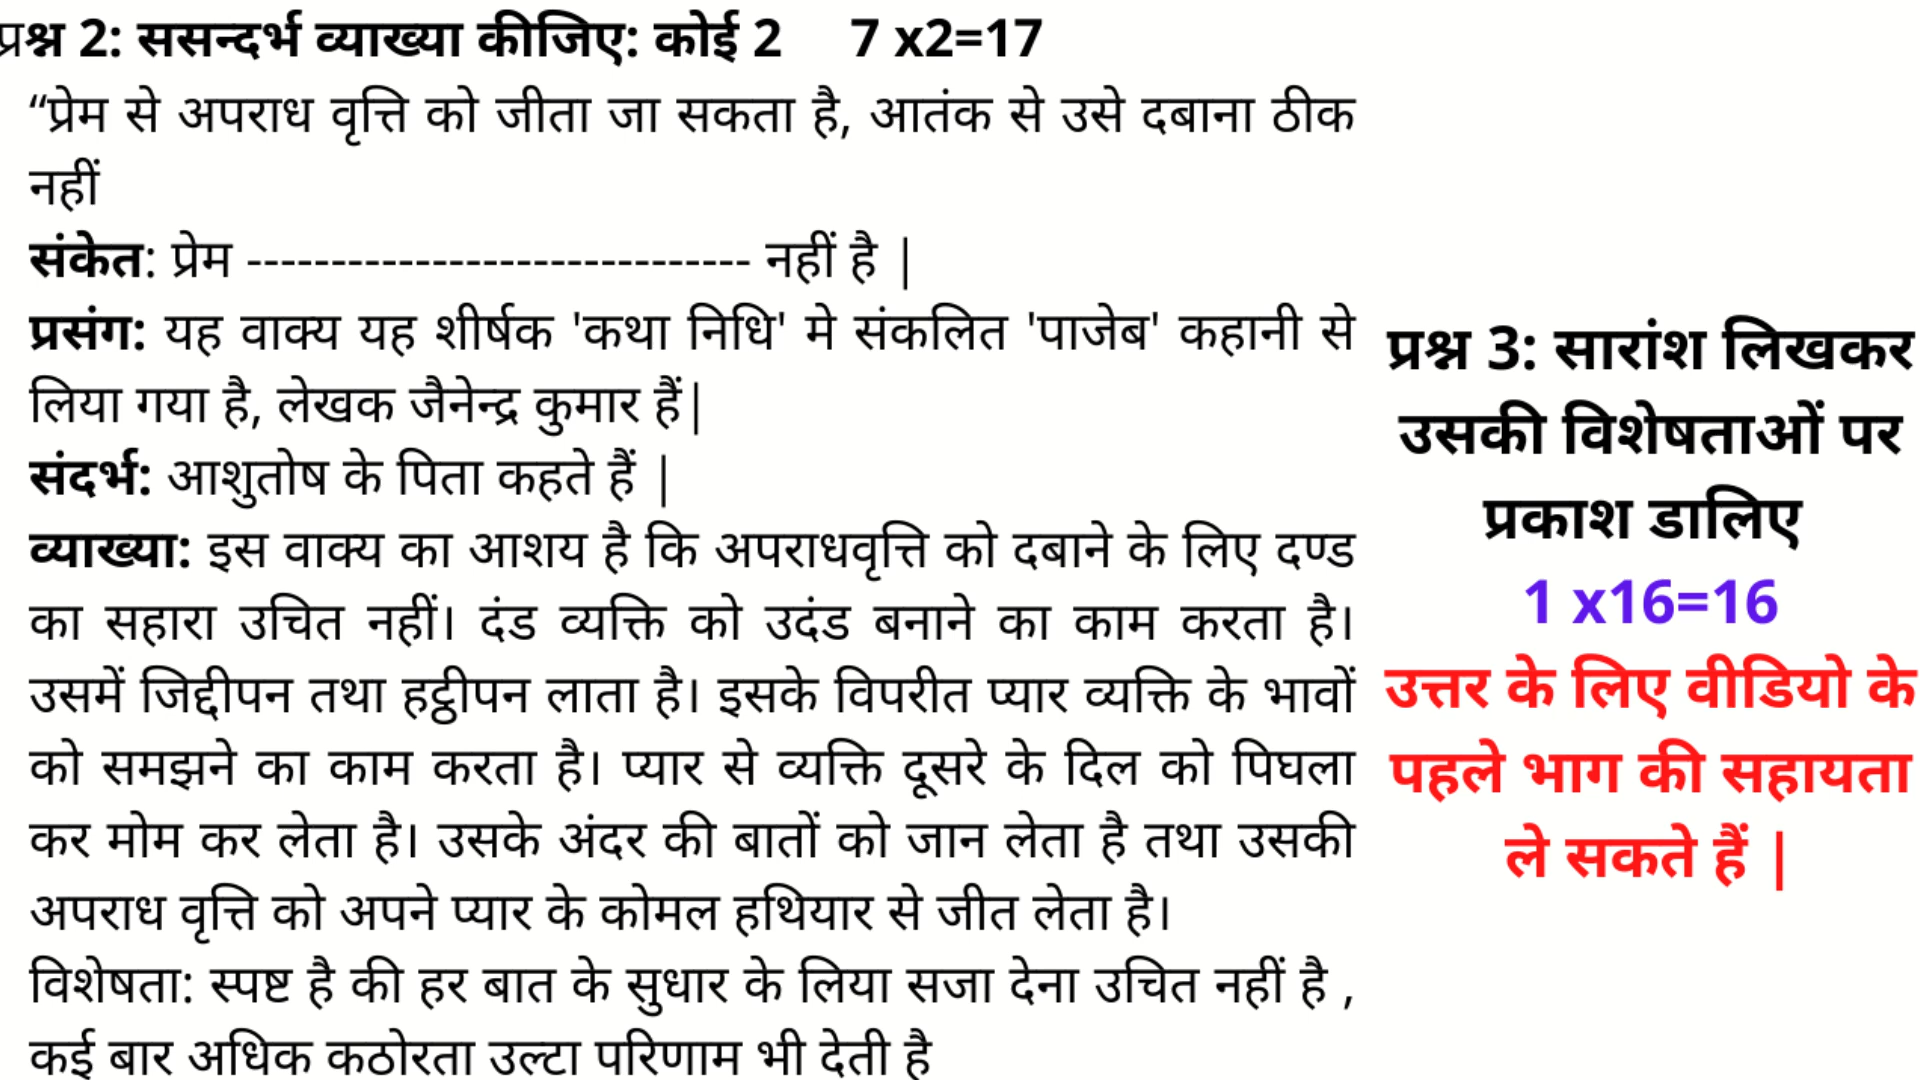 प्रश्न 2: ससन्दर्भ व्याख्या कीजिए: कोई 2 7 x2=17
“प्रेम से अपराध वृत्ति को जीता जा सकता है, आतंक से उसे दबाना ठीक
नहीं
संकेत: प्रेम ------------------------------ नहीं है |
प्रसंग: यह वाक्य यह शीर्षक 'कथा निधि' मे संकलित 'पाजेब' कहानी से
लिया गया है, लेखक जैनेन्द्र कुमार हैं|
संदर्भ: आशुतोष के पिता कहते हैं |
व्याख्या: इस वाक्य का आशय है कि अपराधवृत्ति को दबाने के लिए दण्ड
का सहारा उचित नहीं। दंड व्यक्ति को उदंड बनाने का काम करता है।
उसमें जिद्दीपन तथा हट्ठीपन लाता है। इसके विपरीत प्यार व्यक्ति के भावों
को समझने का काम करता है। प्यार से व्यक्ति दूसरे के दिल को पिघला
कर मोम कर लेता है। उसके अंदर की बातों को जान लेता है तथा उसकी
अपराध वृत्ति को अपने प्यार के कोमल हथियार से जीत लेता है।
विशेषता: स्पष्ट है की हर बात के सुधार के लिया सजा देना उचित नहीं है ,
कई बार अधिक कठोरता उल्टा परिणाम भी देती है
प्रश्न 3: सारांश लिखकर
उसकी विशेषताओं पर
प्रकाश डालिए
1 x16=16
उत्तर के लिए वीडियो के
पहले भाग की सहायता
ले सकते हैं |